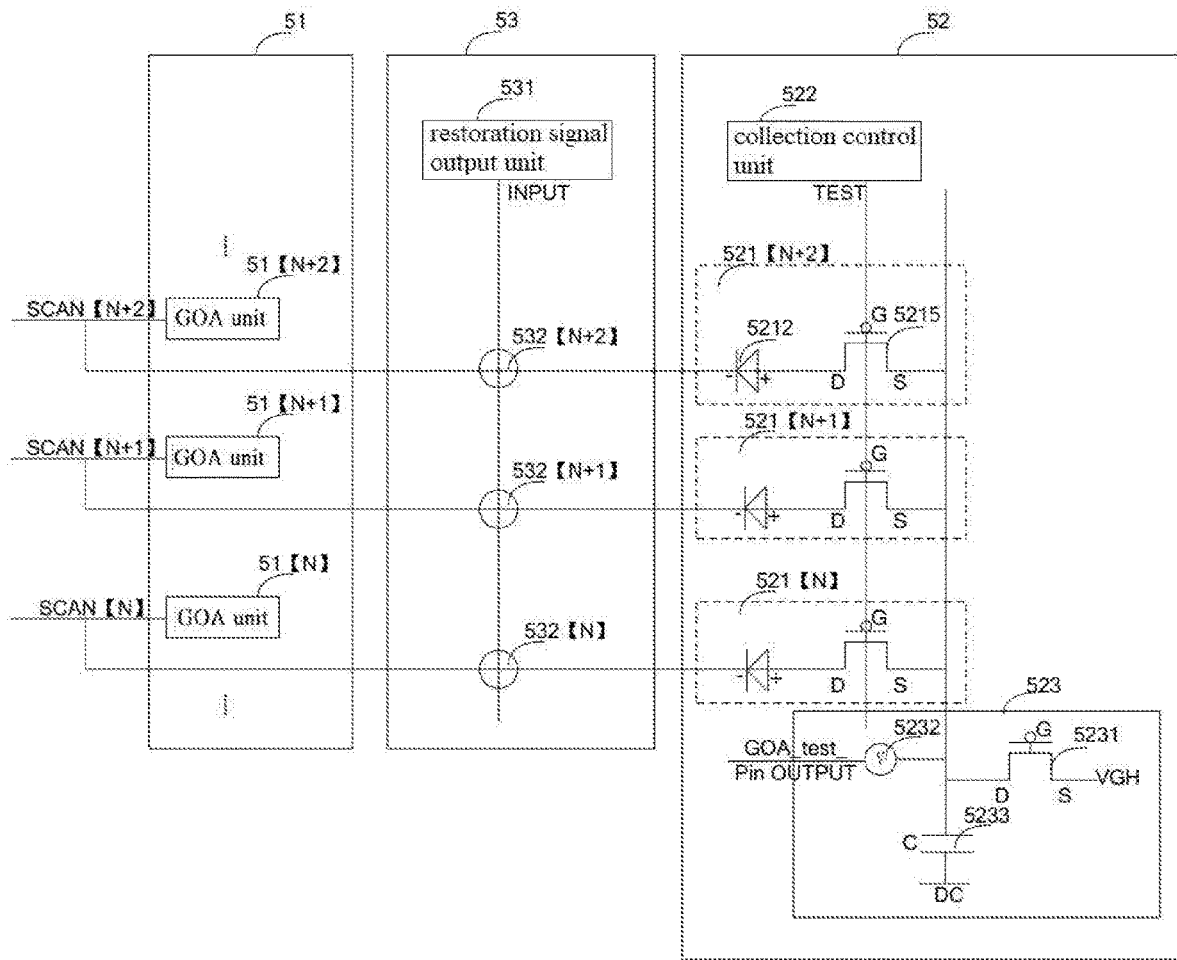 51
53
52
531
restoration signal
output unit
INPUT
522
collection control
unit
TEST
51【N+2】
SCAN【N+2】
GOA unit
532【N+2】
521【N+2】
5212
G
5215
- +
D
S
51【N+1】
SCAN【N+1】
GOA unit
532【N+1】
521【N+1】
G
- +
D
S
51【N】
SCAN【N】
GOA unit
532【N】
521【N】
G
- +
D
S
523
5232
GOA_test_
Pin OUTPUT
G
5231
D
S
VGH
5233
C
DC